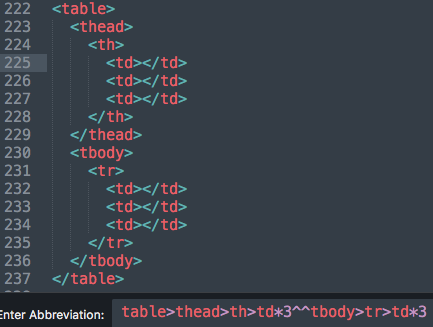 222 <table>
223 <thead>
224 <th>
225 <td></td>
226 <td></td>
227 <td></td>
228 </th>
229 </thead>
230 <tbody>
231 <tr>
232 <td></td>
233 <td></td>
234 <td></td>
235 </tr>
236 </tbody>
237 </table>
Enter Abbreviation: table>thead>th>td*3^^tbody>tr>td*3